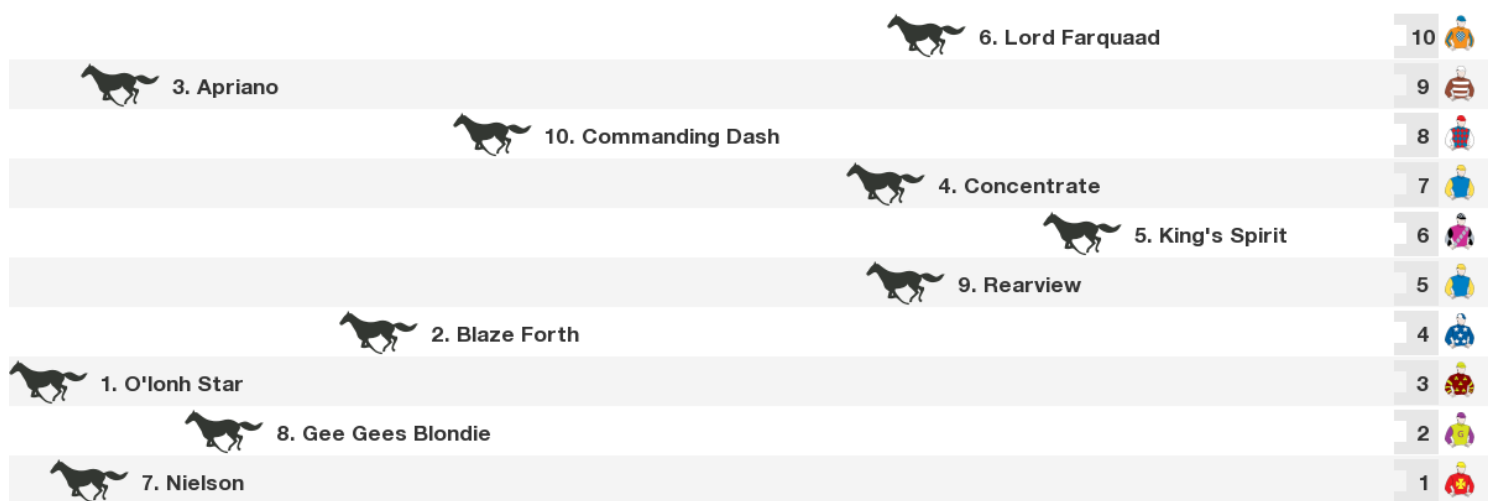 6. Lord Farquaad 10
3. Apriano 9
10. Commanding Dash 8
4. Concentrate 7
5. King's Spirit 6
9. Rearview 5
2. Blaze Forth 4
1. O'lonh Star 3
8. Gee Gees Blondie 2 G
7. Nielson 1